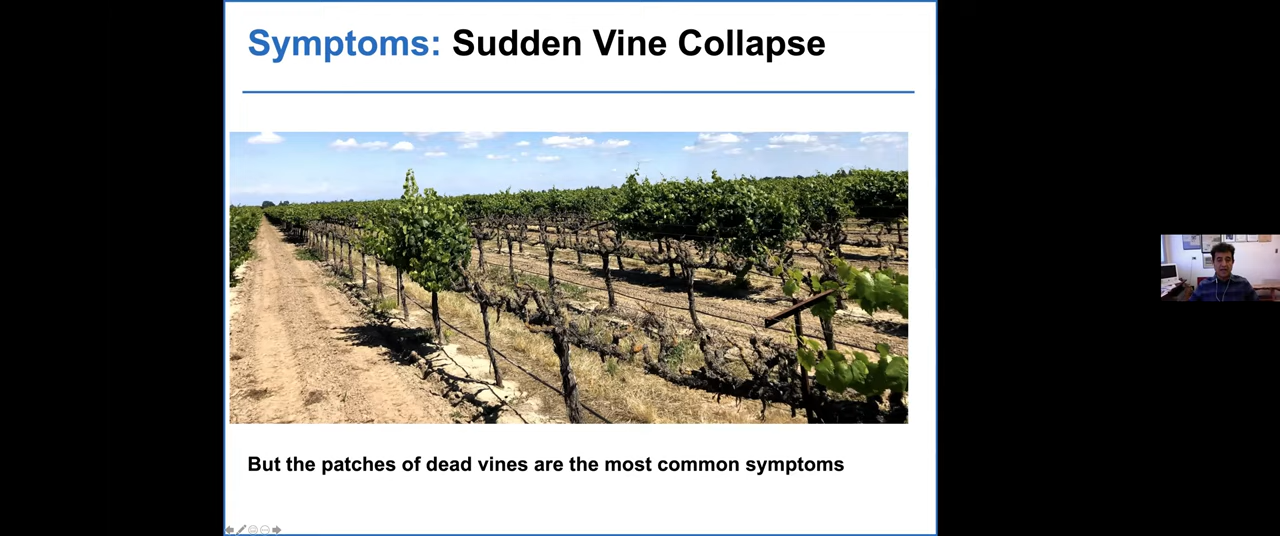 Symptoms: Sudden Vine Collapse
But the patches of dead vines are the most common symptoms